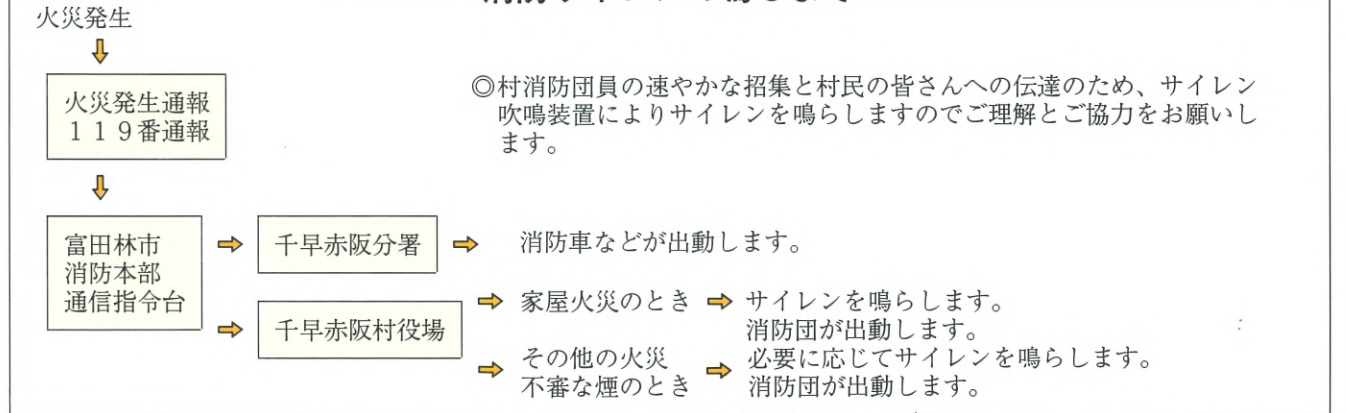 火災発生
火災発生通報
119番通報
◎村消防団員の速やかな招集と村民の皆さんへの伝達のため、サイレン
吹鳴装置によりサイレンを鳴らしますのでご理解とご協力をお願いし
ます。
富田林市
消防本部
通信指令台
千早赤阪分署
消防車などが出動します。
千早赤阪村役場
家屋火災のとき
サイレンを鳴らします。
消防団が出動します。
その他の火災
不審な煙のとき
必要に応じてサイレンを鳴らします。
消防団が出動します。